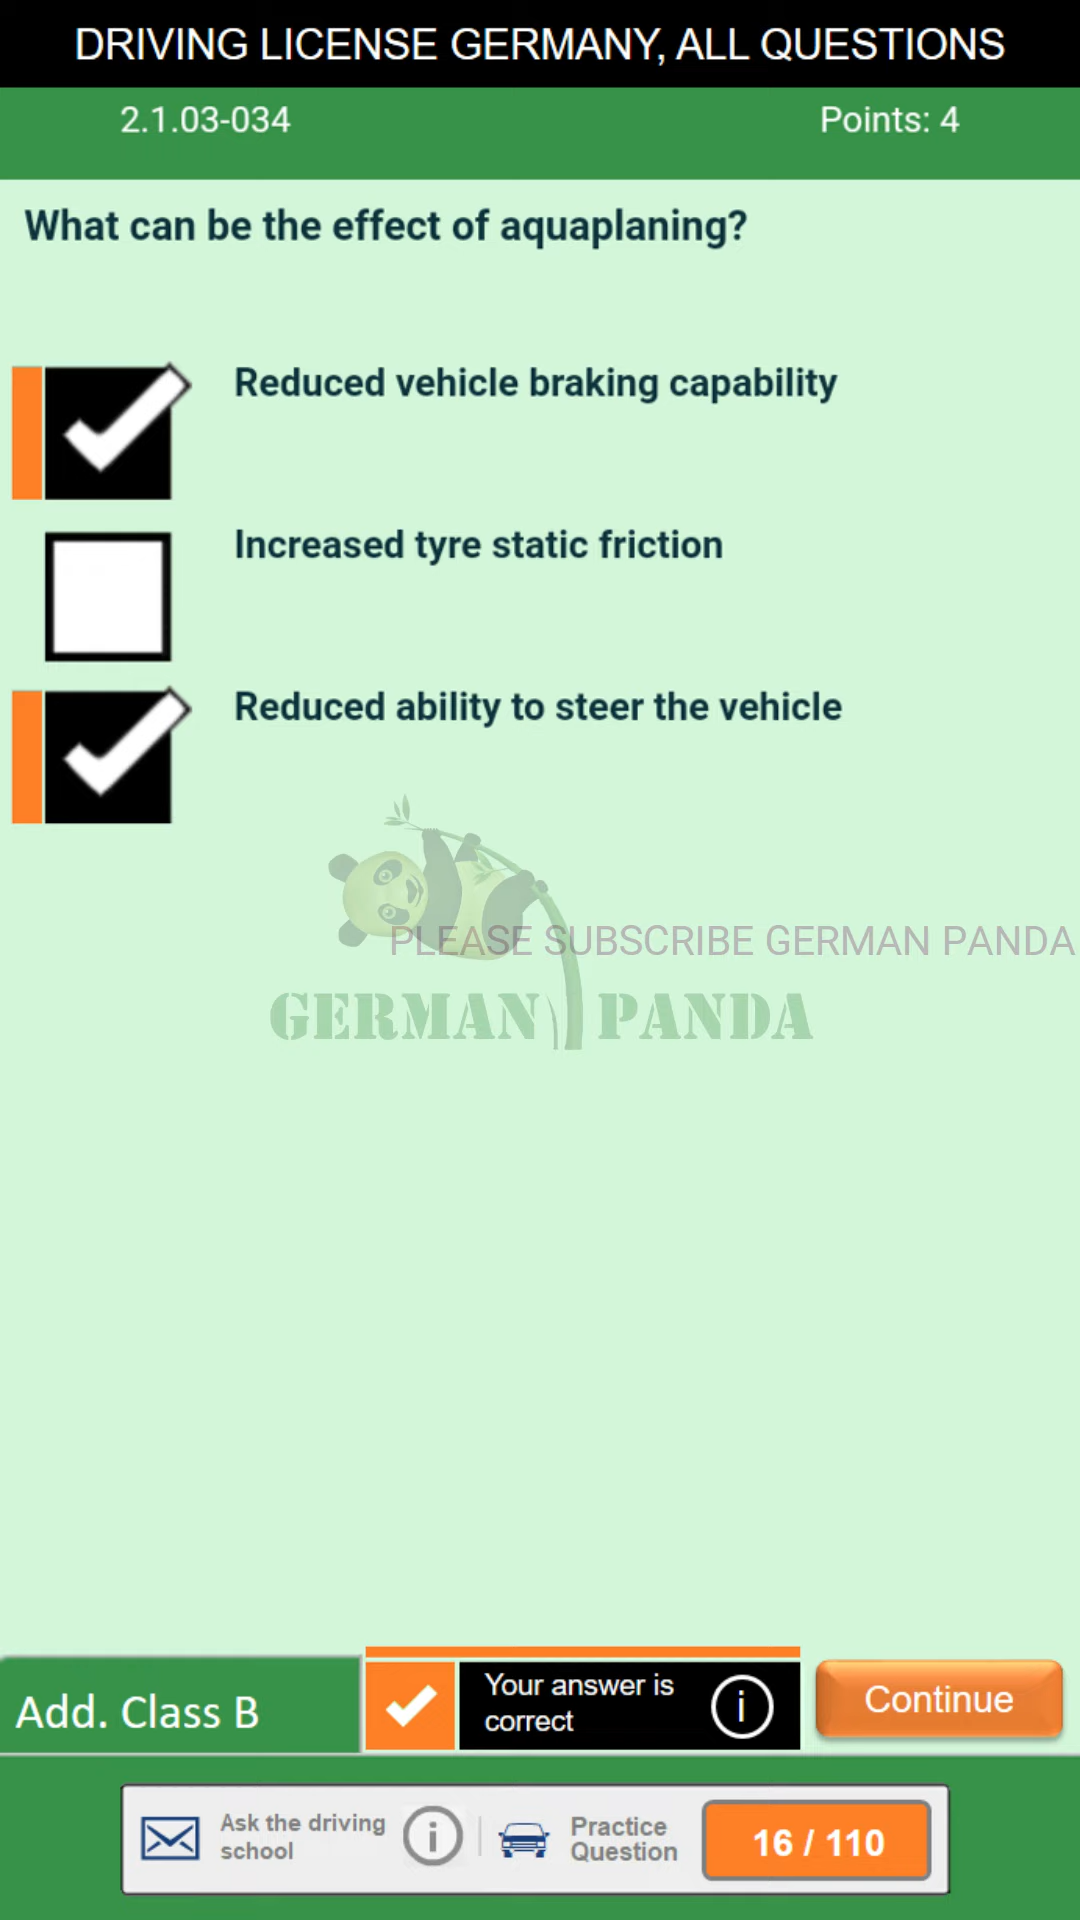 DRIVING LICENSE GERMANY, ALL QUESTIONS
2.1.03-034 Points: 4
What can be the effect of aquaplaning?
Reduced vehicle braking capability
Increased tyre static friction
Reduced ability to steer the vehicle
PLEASE SUBSCRIBE GERMAN PANDA
GERMAN PANDA
Add. Class B
Your answer is
correct
i
Continue
Ask the driving
school
i
Practice
Question
16 / 110